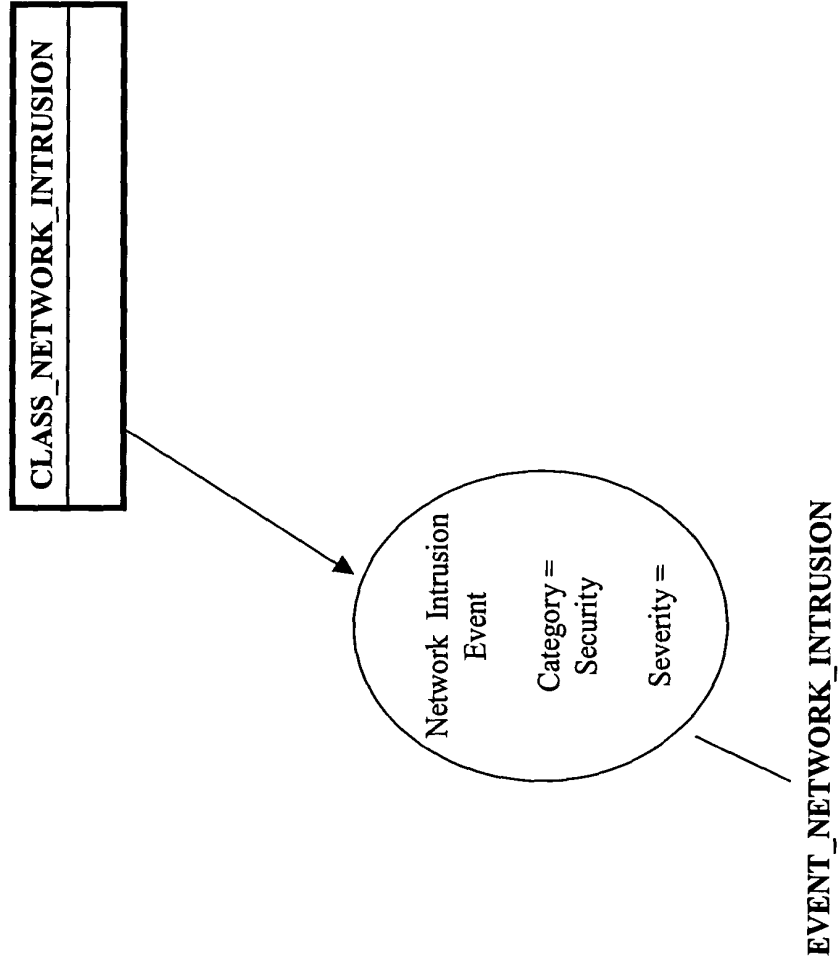 CLASS_NETWORK_INTRUSION
Network Intrusion
Event
Category =
Security
Severity =
EVENT_NETWORK_INTRUSION